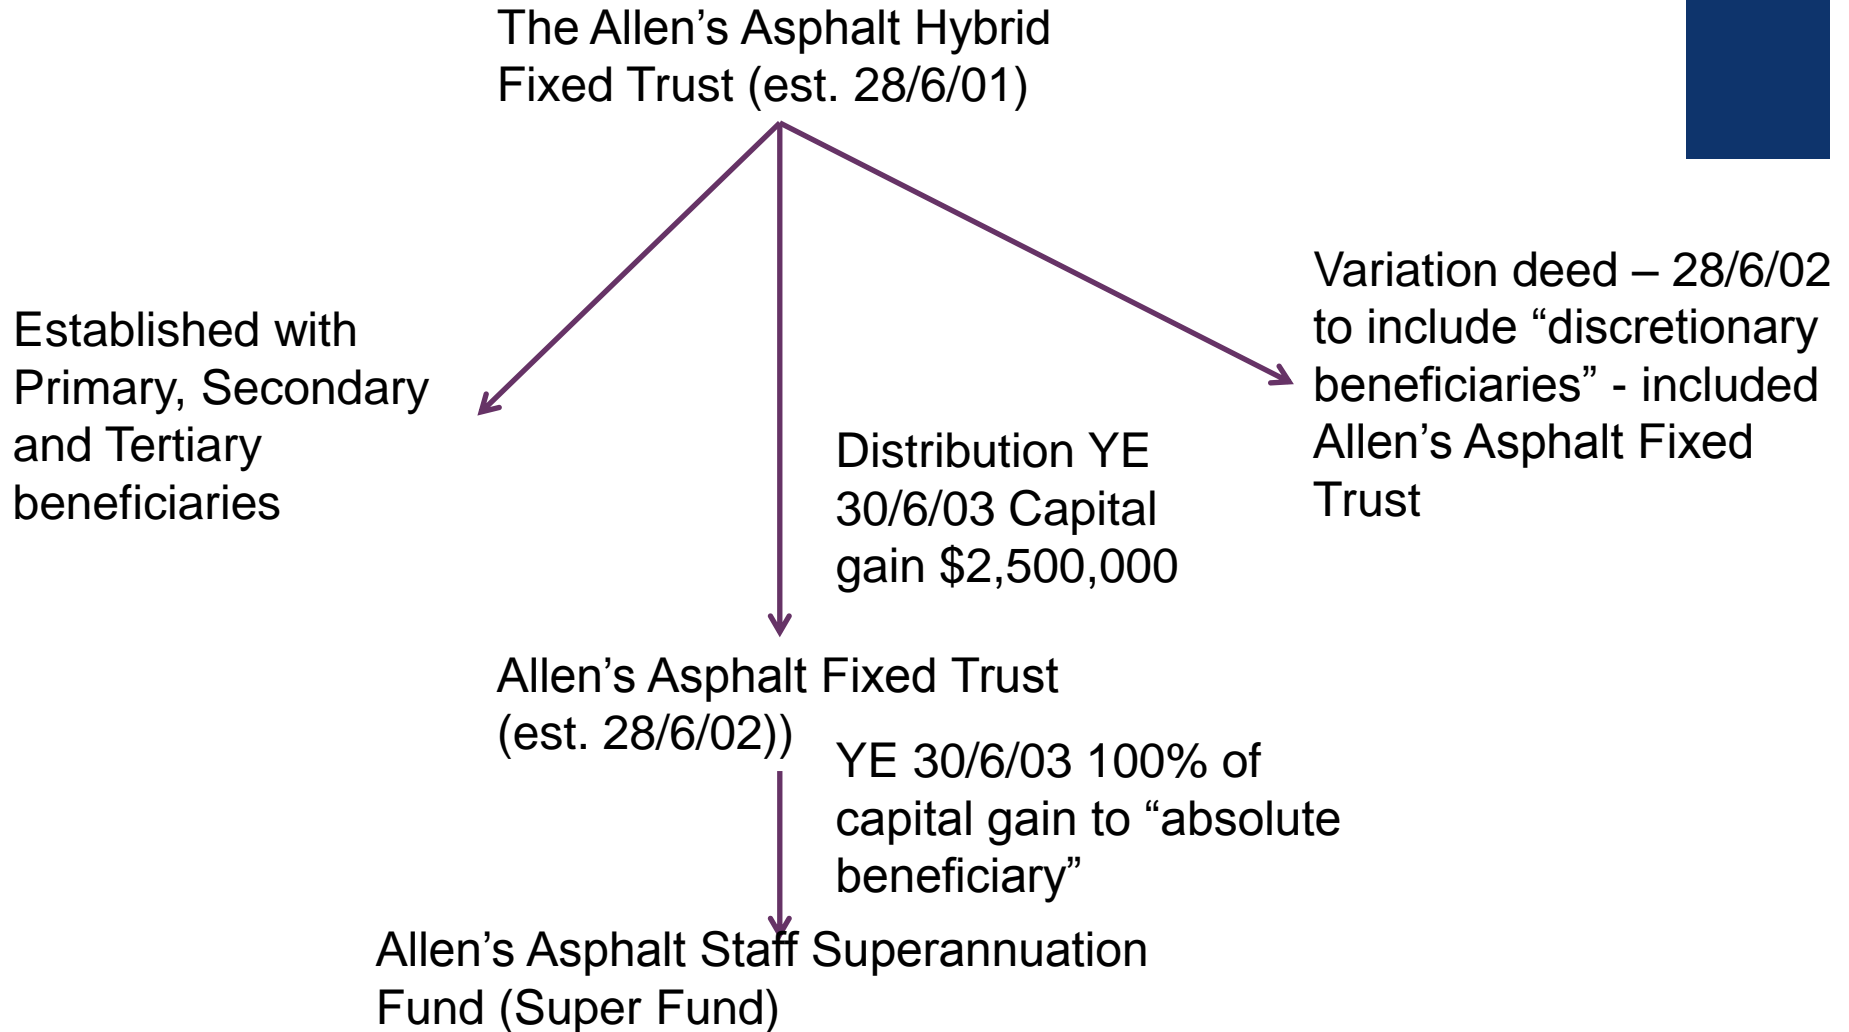 The Allen’s Asphalt Hybrid
Fixed Trust (est. 28/6/01)
Established with
Primary, Secondary
and Tertiary
beneficiaries
Variation deed – 28/6/02
to include “discretionary
beneficiaries” - included
Allen’s Asphalt Fixed
Trust
Distribution YE
30/6/03 Capital
gain $2,500,000
Allen’s Asphalt Fixed Trust
(est. 28/6/02))
YE 30/6/03 100% of
capital gain to “absolute
beneficiary”
Allen’s Asphalt Staff Superannuation
Fund (Super Fund)